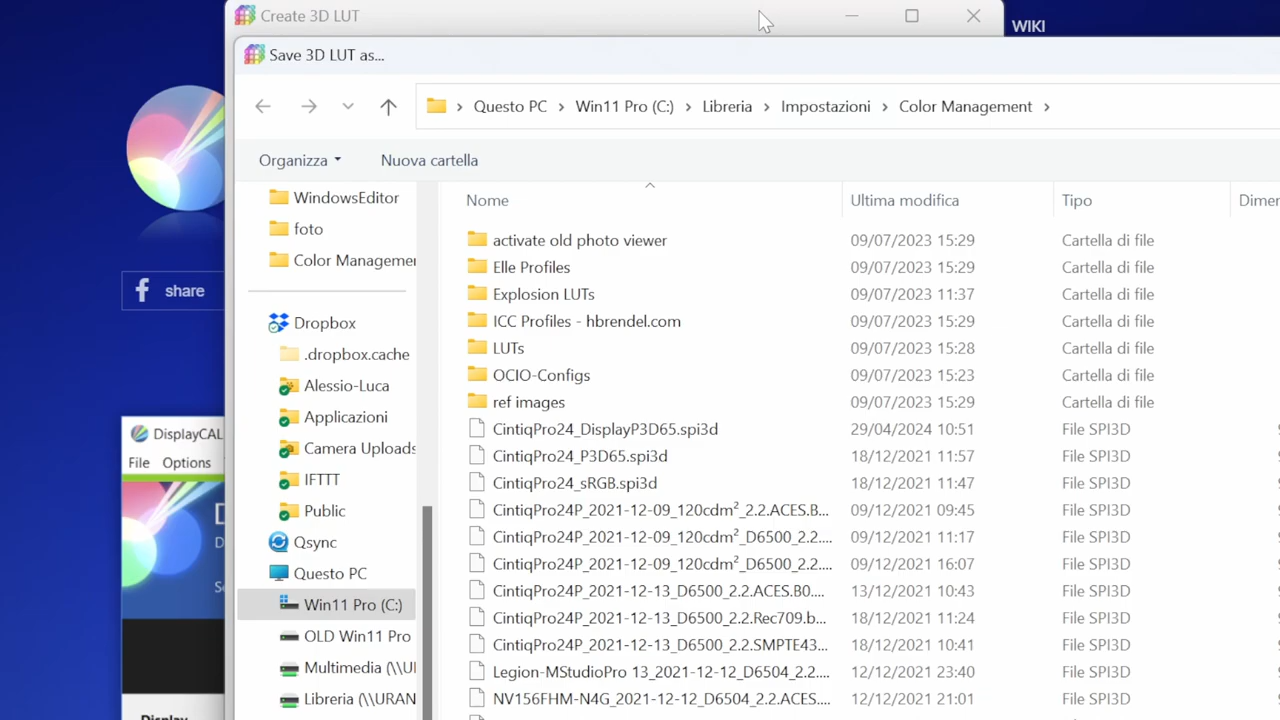 Create 3D LUT
WIKI
Save 3D LUT as...
Questo PC > Win11 Pro (C:) > Libreria > Impostazioni > Color Management >
Organizza
Nuova cartella
WindowsEditor
foto
Color Manageme
Dropbox
.dropbox.cache
Alessio-Luca
Applicazioni
Camera Uploads
IFTTT
Public
Qsync
Questo PC
Win11 Pro (C:)
OLD Win11 Pro
Multimedia (\\U
Libreria (\\URAN
Nome Ultima modifica Tipo Dimer
activate old photo viewer 09/07/2023 15:29 Cartella di file
Elle Profiles 09/07/2023 15:29 Cartella di file
Explosion LUTs 09/07/2023 11:37 Cartella di file
ICC Profiles - hbrendel.com 09/07/2023 15:29 Cartella di file
LUTs 09/07/2023 15:28 Cartella di file
OCIO-Configs 09/07/2023 15:23 Cartella di file
ref images 09/07/2023 15:29 Cartella di file
CintiqPro24_DisplayP3D65.spi3d 29/04/2024 10:51 File SPI3D
CintiqPro24_P3D65.spi3d 18/12/2021 11:57 File SPI3D
CintiqPro24_sRGB.spi3d 18/12/2021 11:47 File SPI3D
CintiqPro24P_2021-12-09_120cdm²_2.2.ACES.B... 09/12/2021 09:45 File SPI3D
CintiqPro24P_2021-12-09_120cdm²_D6500_2.2.... 09/12/2021 11:17 File SPI3D
CintiqPro24P_2021-12-09_120cdm²_D6500_2.2.... 09/12/2021 16:07 File SPI3D
CintiqPro24P_2021-12-13_D6500_2.2.ACES.B0.... 13/12/2021 10:43 File SPI3D
CintiqPro24P_2021-12-13_D6500_2.2.Rec709.b... 18/12/2021 11:24 File SPI3D
CintiqPro24P_2021-12-13_D6500_2.2.SMPTE43... 18/12/2021 10:41 File SPI3D
Legion-MStudioPro 13_2021-12-12_D6504_2.2.... 12/12/2021 23:40 File SPI3D
NV156FHM-N4G_2021-12-12_D6504_2.2.ACES.... 12/12/2021 21:01 File SPI3D
share
DisplayCAL
File Options
Display